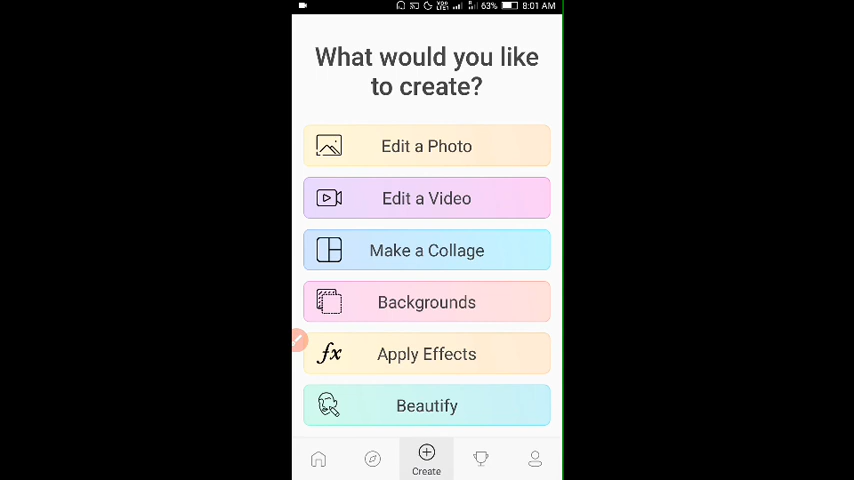 63% 8:01 AM
What would you like
to create?
Edit a Photo
Edit a Video
Make a Collage
Backgrounds
fx Apply Effects
Beautify
Create